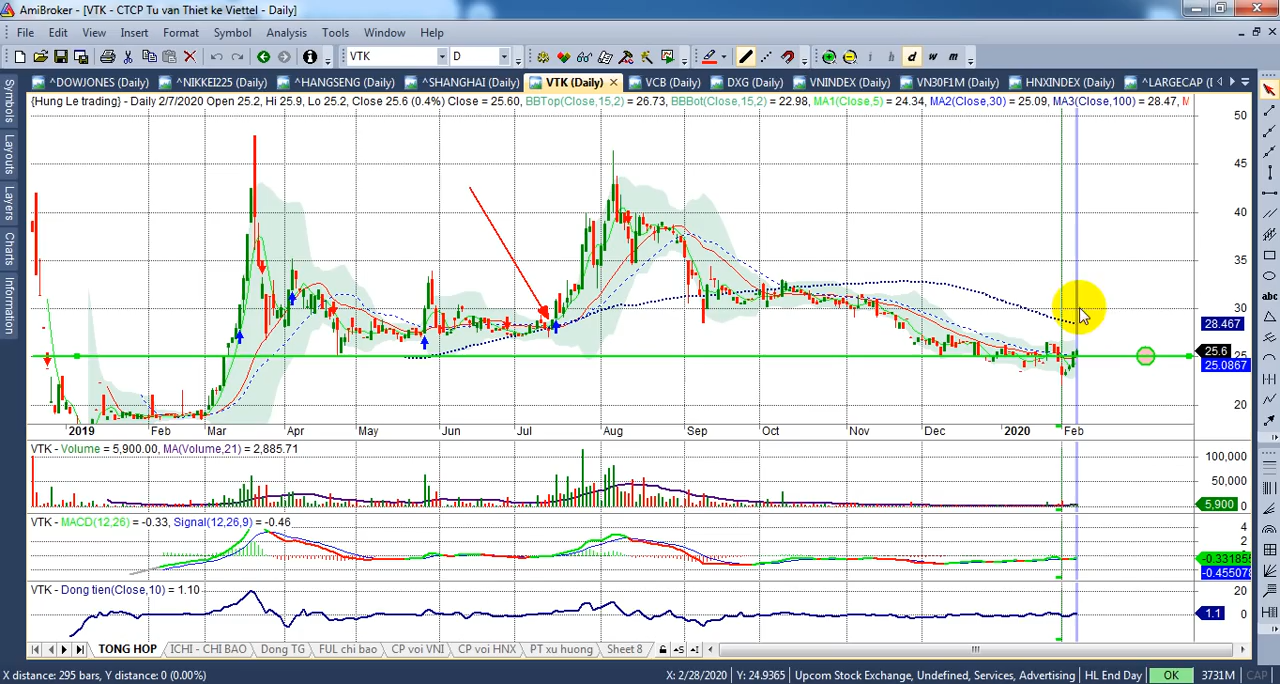 AmiBroker - [VTK - CTCP Tu van Thiet ke Viettel - Daily]
File Edit View Insert Format Symbol Analysis Tools Window Help
VTK D i h d w m
^DOWJONES (Daily) ^NIKKEI225 (Daily) ^HANGSENG (Daily) ^SHANGHAI (Daily) VTK (Daily) VCB (Daily) DXG (Daily) VNINDEX (Daily) VN30F1M (Daily) HNXINDEX (Daily) ^LARGECAP (
Symbols
Layouts
Layers
Charts
Information
{Hung Le trading} - Daily 2/7/2020 Open 25.2, Hi 25.9, Lo 25.2, Close 25.6 (0.4%) Close = 25.60, BBTop(Close,15,2) = 26.73, BBBot(Close,15,2) = 22.98, MA1(Close,5) = 24.34, MA2(Close,30) = 25.09, MA3(Close,100) = 28.47,
50
45
40
35
30
28.467
25.6
25
25.0867
20
abc
2019 Feb Mar Apr May Jun Jul Aug Sep Oct Nov Dec 2020 Feb
VTK - Volume = 5,900.00, MA(Volume,21) = 2,885.71
100,000
50,000
5,900
VTK - MACD(12,26) = -0.33, Signal(12,26,9) = -0.46
4
2
-0.331855
-0.455078
VTK - Dong tien(Close,10) = 1.10
20
0
1.1
TONG HOP ICHI - CHI BAO Dong TG FUL chi bao CP voi VNI CP voi HNX PT xu huong Sheet 8
X distance: 295 bars, Y distance: 0 (0.00%) X: 2/28/2020 Y: 24.9365 Upcom Stock Exchange, Undefined, Services, Advertising HL End Day OK 3731M CAP